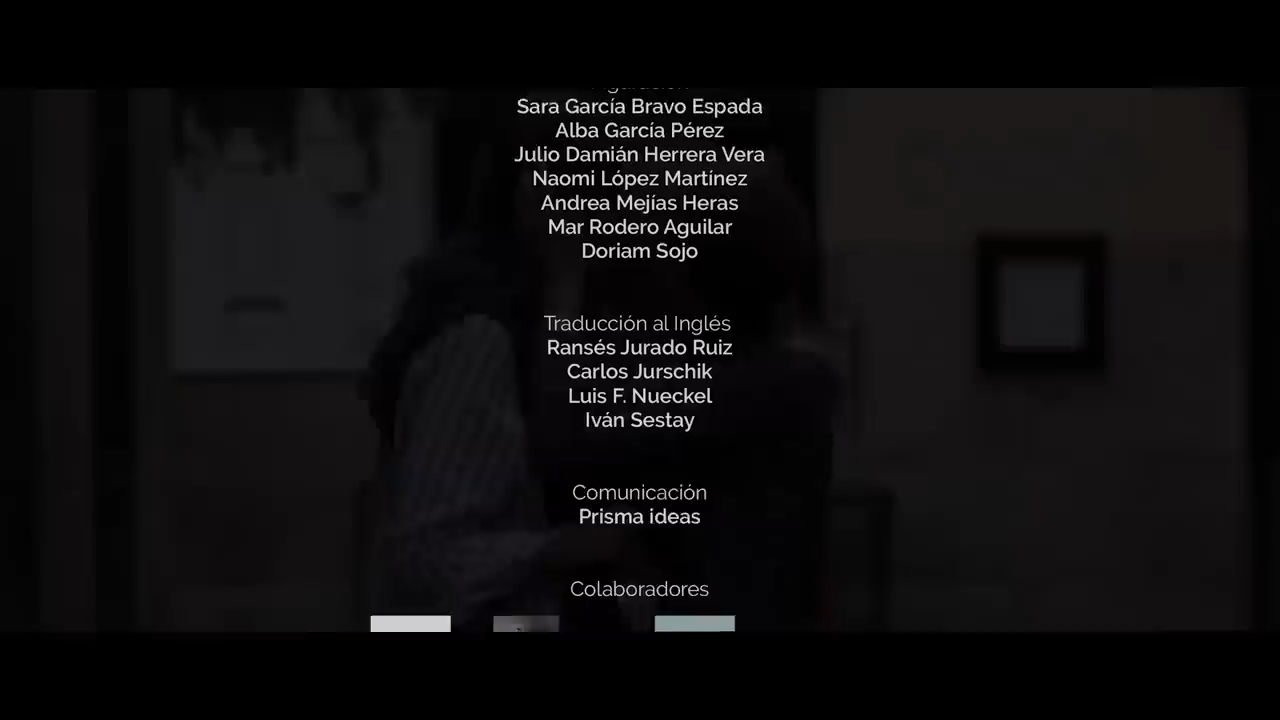 Sara García Bravo Espada
Alba García Pérez
Julio Damián Herrera Vera
Naomi López Martínez
Andrea Mejías Heras
Mar Rodero Aguilar
Doriam Sojo
Traducción al Inglés
Ransés Jurado Ruiz
Carlos Jurschik
Luis F. Nueckel
Iván Sestay
Comunicación
Prisma ideas
Colaboradores